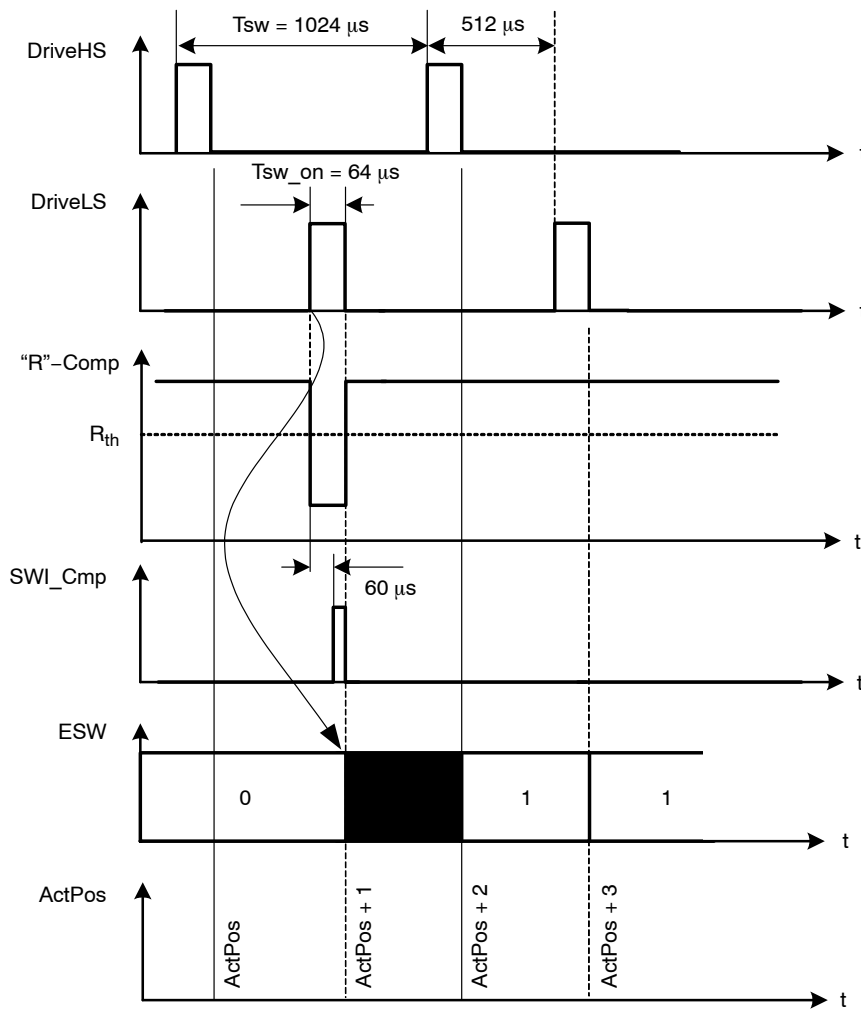 Tsw = 1024 μs
512 μs
DriveHS
t
Tsw_on = 64 μs
DriveLS
t
“R”−Comp
Rth
t
SWI_Cmp
60 μs
t
ESW
0
1
1
t
ActPos
ActPos
ActPos + 1
ActPos + 2
ActPos + 3
t